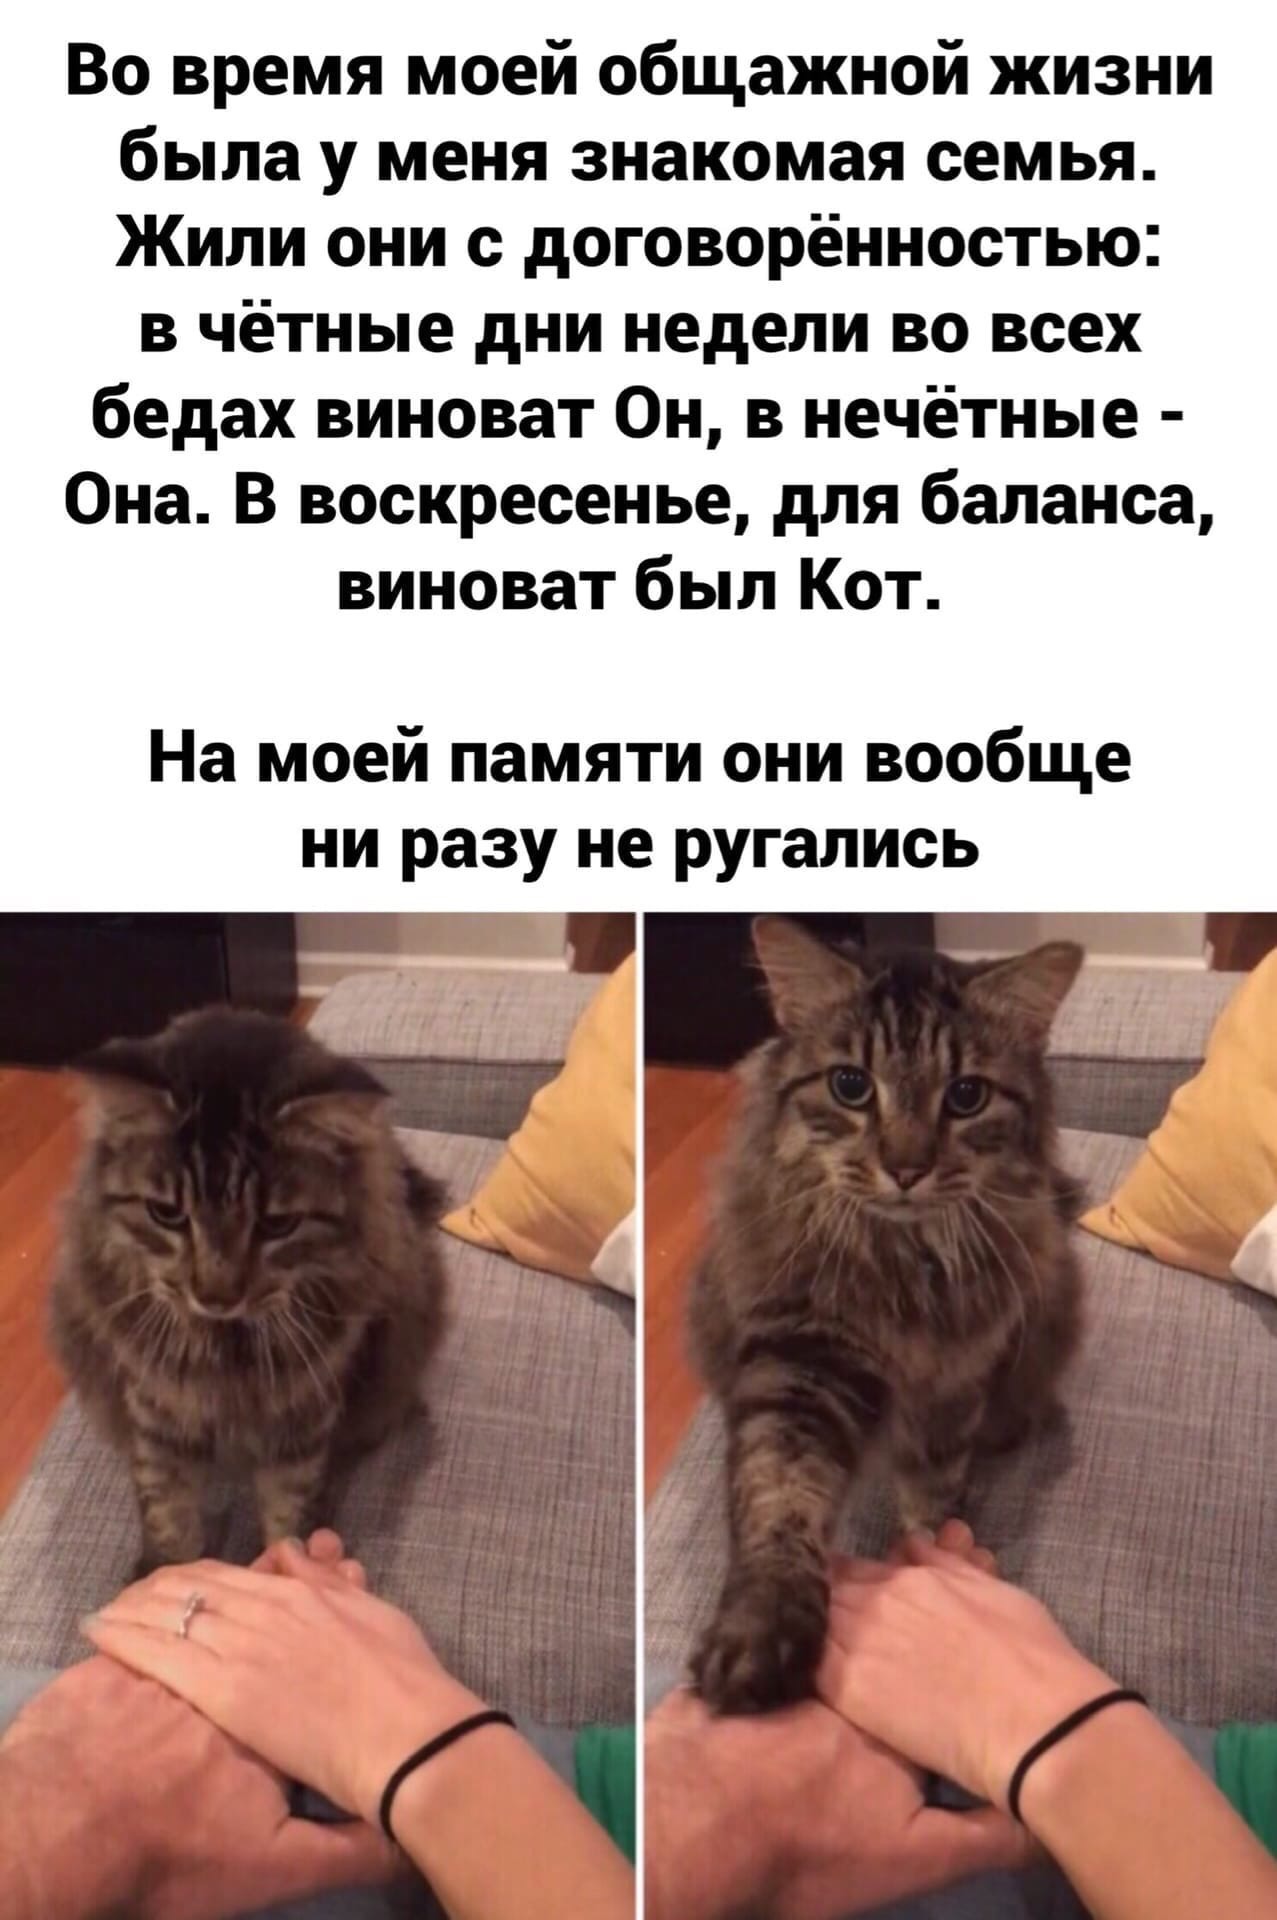 Во время моей общажной жизни
была у меня знакомая семья.
Жили они с договорённостью:
в чётные дни недели во всех
бедах виноват Он, в нечётные -
Она. В воскресенье, для баланса,
виноват был Кот.
На моей памяти они вообще
ни разу не ругались